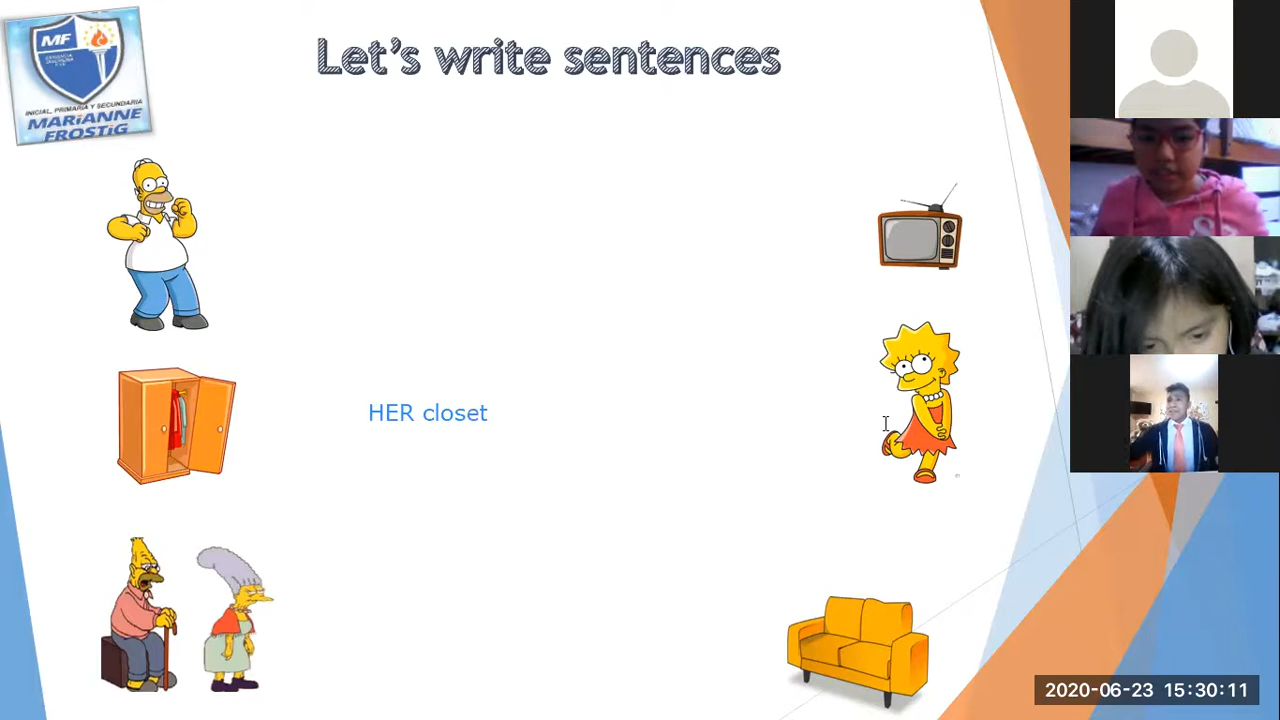 Let's write sentences
MF
INICIAL, PRIMARIA Y SECUNDARIA
MARIANNE
FROSTIG
HER closet
2020-06-23 15:30:11